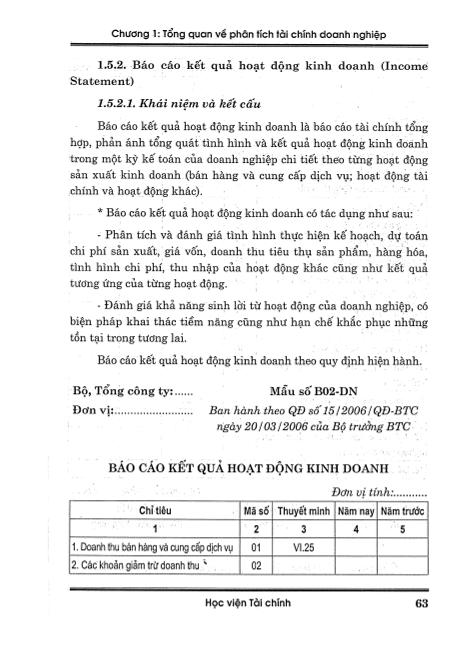 Chương 1: Tổng quan về phân tích tài chính doanh nghiệp
1.5.2. Báo cáo kết quả hoạt động kinh doanh (Income
Statement)
1.5.2.1. Khái niệm và kết cấu
Báo cáo kết quả hoạt động kinh doanh là báo cáo tài chính tổng
hợp, phản ánh tổng quát tình hình và kết quả hoạt động kinh doanh
trong một kỳ kế toán của doanh nghiệp chi tiết theo từng hoạt động
sản xuất kinh doanh (bán hàng và cung cấp dịch vụ; hoạt động tài
chính và hoạt động khác).
* Báo cáo kết quả hoạt động kinh doanh có tác dụng như sau:
- Phân tích và đánh giá tình hình thực hiện kế hoạch, dự toán
chi phí sản xuất, giá vốn, doanh thu tiêu thụ sản phẩm, hàng hóa,
tình hình chi phí, thu nhập của hoạt động khác cũng như kết quả
tương ứng của từng hoạt động.
- Đánh giá khả năng sinh lời từ hoạt động của doanh nghiệp, có
biện pháp khai thác tiềm năng cũng như hạn chế khắc phục những
tồn tại trong tương lai.
Báo cáo kết quả hoạt động kinh doanh theo quy định hiện hành.
Bộ, Tổng công ty:...... Mẫu số B02-DN
Đơn vị:........................ Ban hành theo QĐ số 15/2006/QĐ-BTC
ngày 20/03/2006 của Bộ trưởng BTC
BÁO CÁO KẾT QUẢ HOẠT ĐỘNG KINH DOANH
Đơn vị tính:...........
Chỉ tiêu Mã số Thuyết minh Năm nay Năm trước
1 2 3 4 5
1. Doanh thu bán hàng và cung cấp dịch vụ 01 VI.25
2. Các khoản giảm trừ doanh thu 02
Học viện Tài chính 63